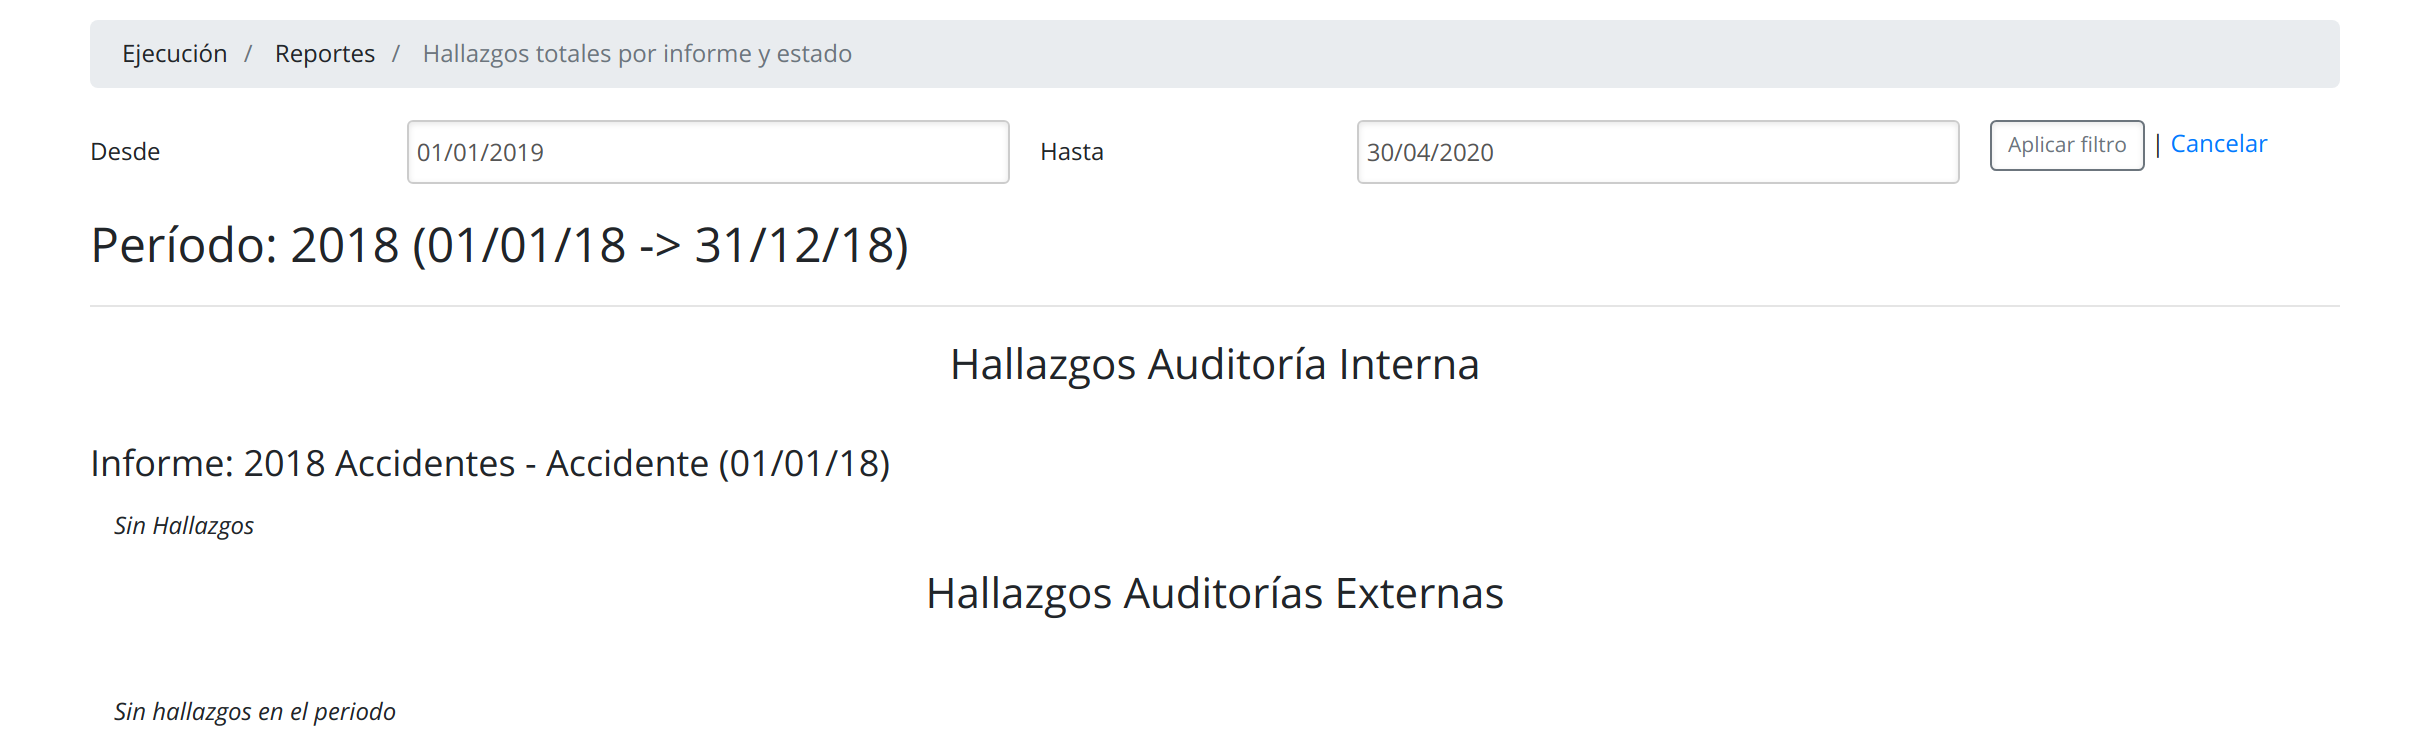 Ejecución / Reportes / Hallazgos totales por informe y estado
Desde 01/01/2019 Hasta 30/04/2020 Aplicar filtro | Cancelar
Período: 2018 (01/01/18 -> 31/12/18)
Hallazgos Auditoría Interna
Informe: 2018 Accidentes - Accidente (01/01/18)
Sin Hallazgos
Hallazgos Auditorías Externas
Sin hallazgos en el periodo